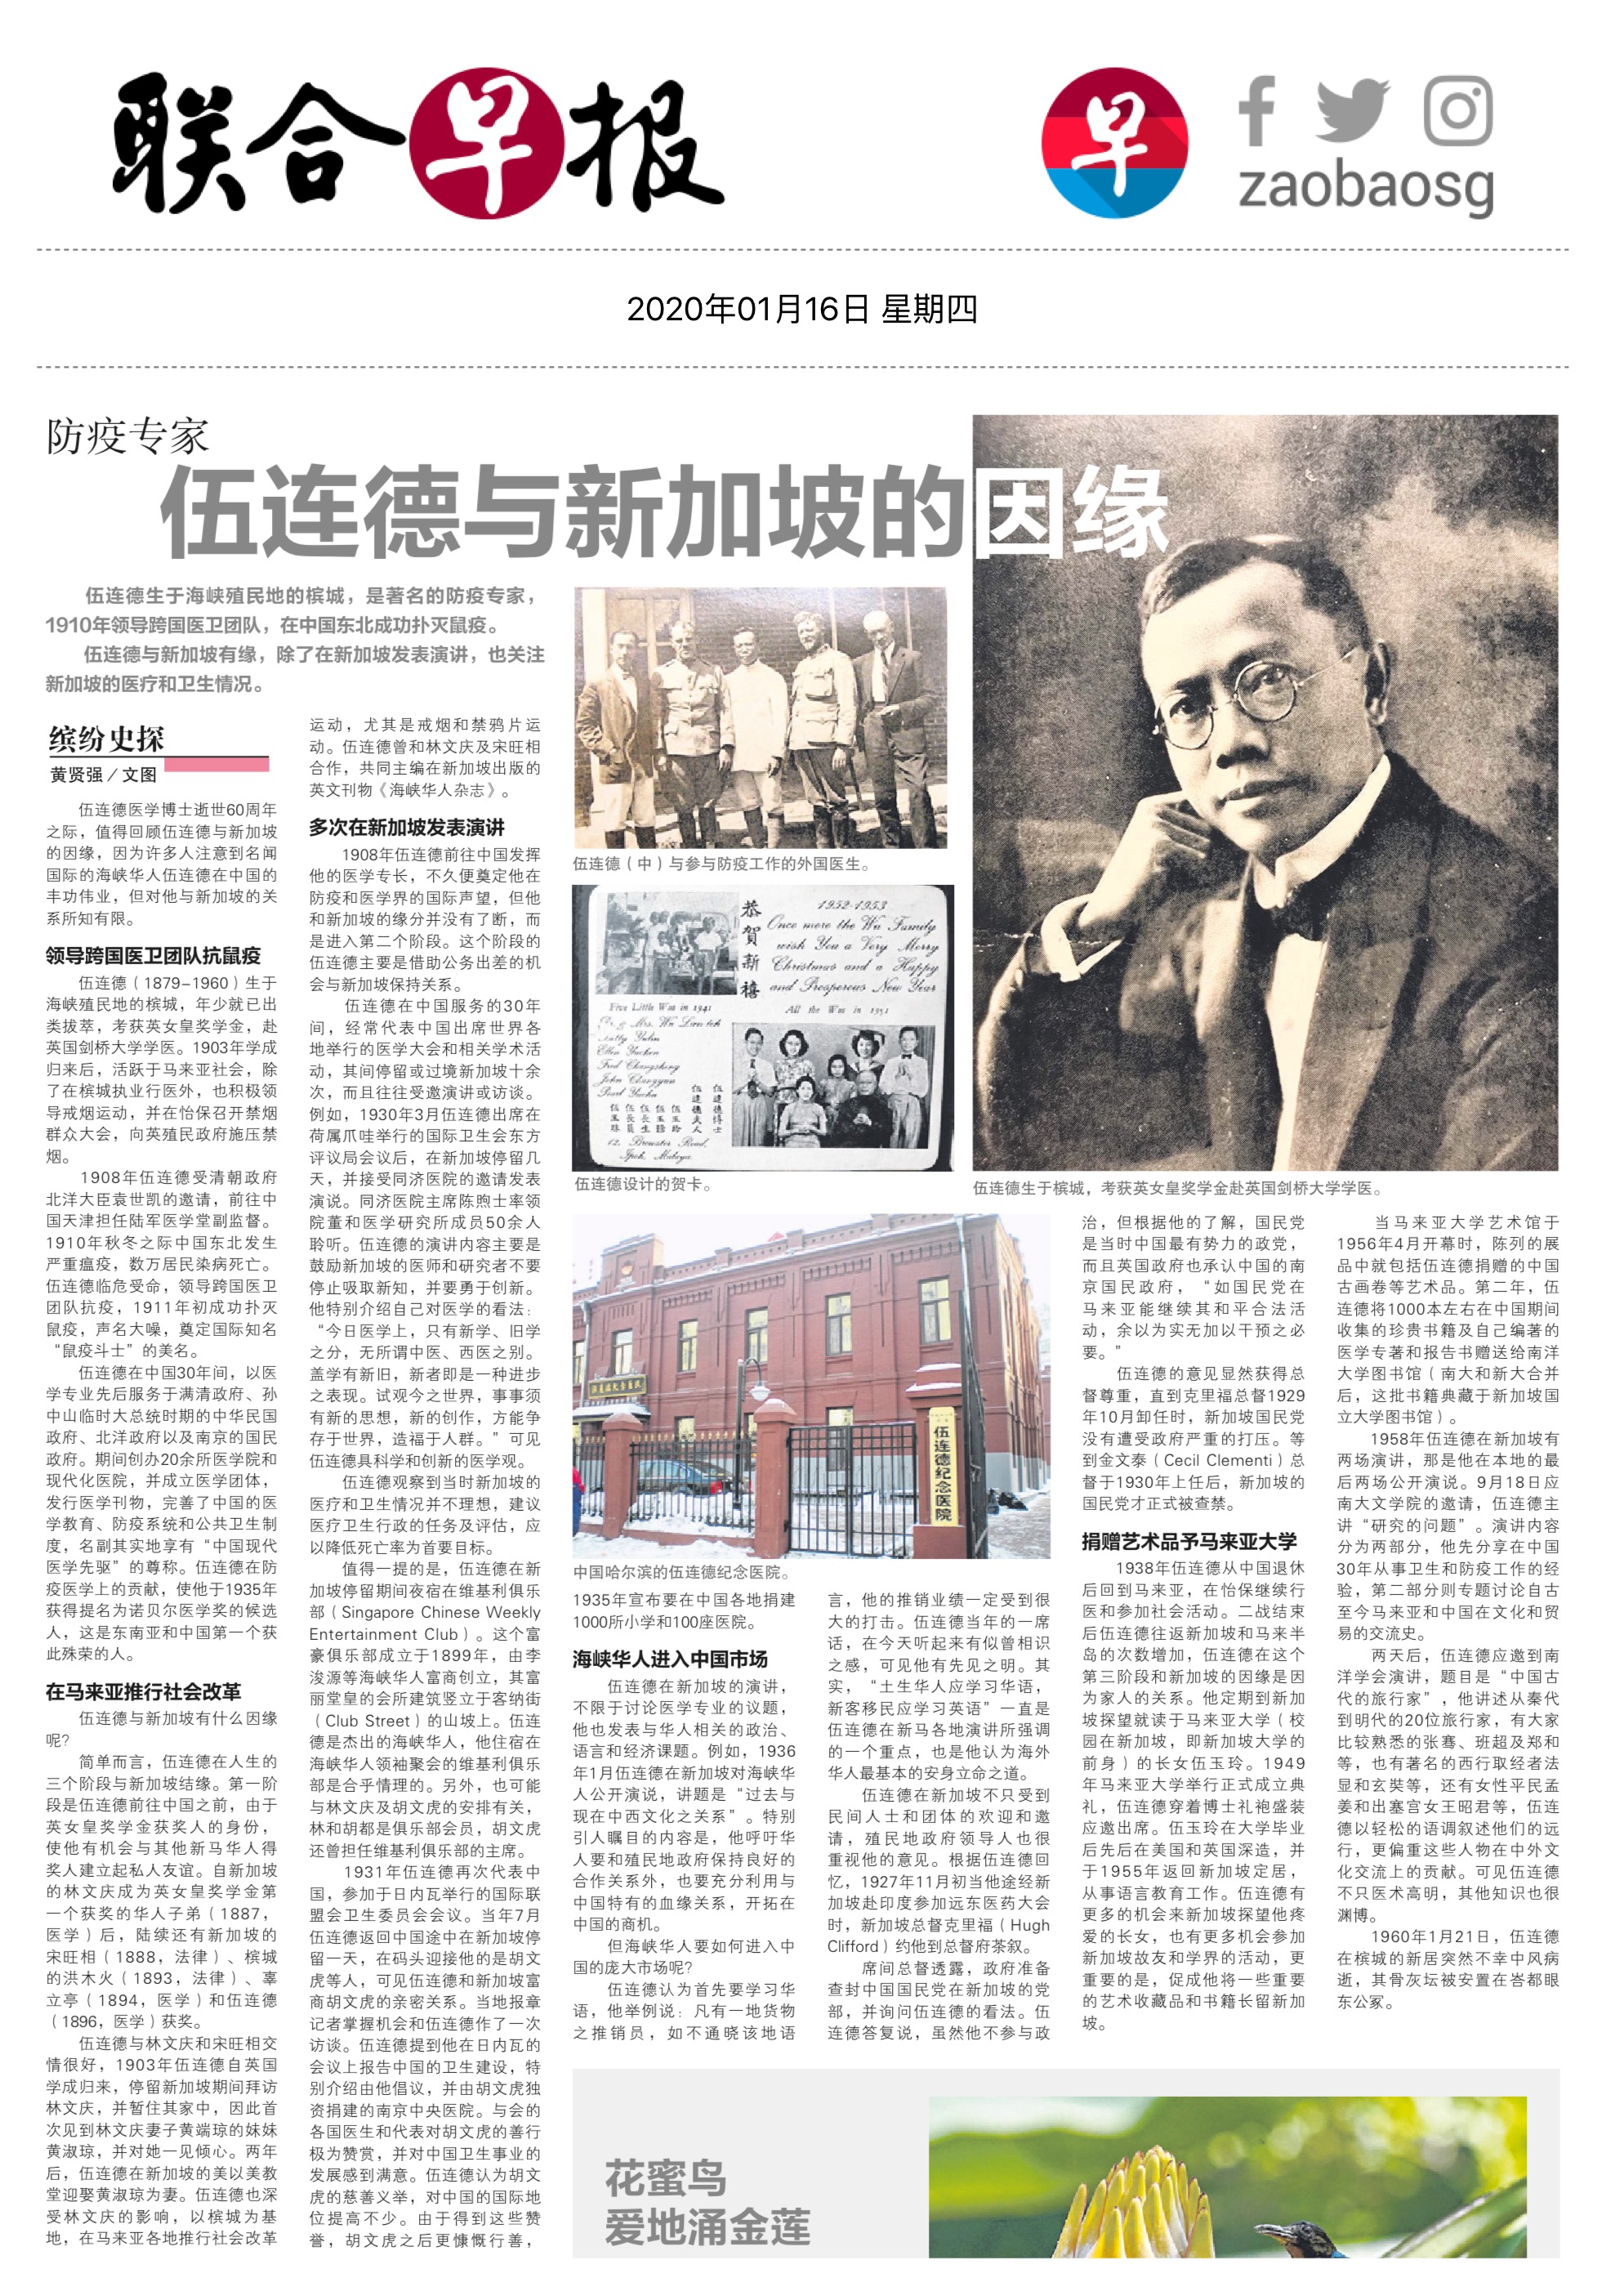 联合早报
早
zaobaosg
2020年01月16日 星期四
防疫专家
伍连德与新加坡的因缘
伍连德生于海峡殖民地的槟城，是著名的防疫专家，
1910年领导跨国医卫团队，在中国东北成功扑灭鼠疫。
伍连德与新加坡有缘，除了在新加坡发表演讲，也关注
新加坡的医疗和卫生情况。
缤纷史探
黄贤强／文图
伍连德医学博士逝世60周年
之际，值得回顾伍连德与新加坡
的因缘，因为许多人注意到名闻
国际的海峡华人伍连德在中国的
丰功伟业，但对他与新加坡的关
系所知有限。
领导跨国医卫团队抗鼠疫
伍连德（1879-1960）生于
海峡殖民地的槟城，年少就已出
类拔萃，考获英女皇奖学金，赴
英国剑桥大学学医。1903年学成
归来后，活跃于马来亚社会，除
了在槟城执业行医外，也积极领
导戒烟运动，并在怡保召开禁烟
群众大会，向英殖民政府施压禁
烟。
1908年伍连德受清朝政府
北洋大臣袁世凯的邀请，前往中
国天津担任陆军医学堂副监督。
1910年秋冬之际中国东北发生
严重瘟疫，数万居民染病死亡。
伍连德临危受命，领导跨国医卫
团队抗疫，1911年初成功扑灭
鼠疫，声名大噪，奠定国际知名
“鼠疫斗士”的美名。
伍连德在中国30年间，以医
学专业先后服务于满清政府、孙
中山临时大总统时期的中华民国
政府、北洋政府以及南京的国民
政府。期间创办20余所医学院和
现代化医院，并成立医学团体，
发行医学刊物，完善了中国的医
学教育、防疫系统和公共卫生制
度，名副其实地享有“中国现代
医学先驱”的尊称。伍连德在防
疫医学上的贡献，使他于1935年
获得提名为诺贝尔医学奖的候选
人，这是东南亚和中国第一个获
此殊荣的人。
在马来亚推行社会改革
伍连德与新加坡有什么因缘
呢？
简单而言，伍连德在人生的
三个阶段与新加坡结缘。第一阶
段是伍连德前往中国之前，由于
英女皇奖学金获奖人的身份，
使他有机会与其他新马华人得
奖人建立起私人友谊。自新加坡
的林文庆成为英女皇奖学金第
一个获奖的华人子弟（1887，
医学）后，陆续还有新加坡的
宋旺相（1888，法律）、槟城
的洪木火（1893，法律）、辜
立亭（1894，医学）和伍连德
（1896，医学）获奖。
伍连德与林文庆和宋旺相交
情很好，1903年伍连德自英国
学成归来，停留新加坡期间拜访
林文庆，并暂住其家中，因此首
次见到林文庆妻子黄端琼的妹妹
黄淑琼，并对她一见倾心。两年
后，伍连德在新加坡的美以美教
堂迎娶黄淑琼为妻。伍连德也深
受林文庆的影响，以槟城为基
地，在马来亚各地推行社会改革
运动，尤其是戒烟和禁鸦片运
动。伍连德曾和林文庆及宋旺相
合作，共同主编在新加坡出版的
英文刊物《海峡华人杂志》。
多次在新加坡发表演讲
1908年伍连德前往中国发挥
他的医学专长，不久便奠定他在
防疫和医学界的国际声望，但他
和新加坡的缘分并没有了断，而
是进入第二个阶段。这个阶段的
伍连德主要是借助公务出差的机
会与新加坡保持关系。
伍连德在中国服务的30年
间，经常代表中国出席世界各
地举行的医学大会和相关学术活
动，其间停留或过境新加坡十余
次，而且往往受邀演讲或访谈。
例如，1930年3月伍连德出席在
荷属爪哇举行的国际卫生会东方
评议局会议后，在新加坡停留几
天，并接受同济医院的邀请发表
演说。同济医院主席陈煦士率领
院董和医学研究所成员50余人
聆听。伍连德的演讲内容主要是
鼓励新加坡的医师和研究者不要
停止吸取新知，并要勇于创新。
他特别介绍自己对医学的看法：
“今日医学上，只有新学、旧学
之分，无所谓中医、西医之别。
盖学有新旧，新者即是一种进步
之表现。试观今之世界，事事须
有新的思想，新的创作，方能争
存于世界，造福于人群。”可见
伍连德具科学和创新的医学观。
伍连德观察到当时新加坡的
医疗和卫生情况并不理想，建议
医疗卫生行政的任务及评估，应
以降低死亡率为首要目标。
值得一提的是，伍连德在新
加坡停留期间夜宿在维基利俱乐
部（Singapore Chinese Weekly
Entertainment Club）。这个富
豪俱乐部成立于1899年，由李
浚源等海峡华人富商创立，其富
丽堂皇的会所建筑竖立于客纳街
（Club Street）的山坡上。伍连
德是杰出的海峡华人，他住宿在
海峡华人领袖聚会的维基利俱乐
部是合乎情理的。另外，也可能
与林文庆及胡文虎的安排有关，
林和胡都是俱乐部会员，胡文虎
还曾担任维基利俱乐部的主席。
1931年伍连德再次代表中
国，参加于日内瓦举行的国际联
盟会卫生委员会会议。当年7月
伍连德返回中国途中在新加坡停
留一天，在码头迎接他的是胡文
虎等人，可见伍连德和新加坡富
商胡文虎的亲密关系。当地报章
记者掌握机会和伍连德作了一次
访谈。伍连德提到他在日内瓦的
会议上报告中国的卫生建设，特
别介绍由他倡议，并由胡文虎独
资捐建的南京中央医院。与会的
各国医生和代表对胡文虎的善行
极为赞赏，并对中国卫生事业的
发展感到满意。伍连德认为胡文
虎的慈善义举，对中国的国际地
位提高不少。由于得到这些赞
誉，胡文虎之后更慷慨行善，
伍连德（中）与参与防疫工作的外国医生。
恭贺新禧
1952-1953
Once more the Wu Family
wish You a Very Merry
Christmas and a Happy
and Prosperous New Year
Five Little Wus in 1941
All the Wus in 1951
Dr. & Mrs. Wu Lien-teh
Betty Yulin
Ellen Yuchen
Fred Changsheng
John Changyun
Pearl Yuchu
伍连德博士
伍连德夫人
12, Brewster Road,
Ipoh, Malaya.
伍连德设计的贺卡。
伍连德生于槟城，考获英女皇奖学金赴英国剑桥大学学医。
伍连德纪念医院
中国哈尔滨的伍连德纪念医院。
1935年宣布要在中国各地捐建
1000所小学和100座医院。
海峡华人进入中国市场
伍连德在新加坡的演讲，
不限于讨论医学专业的议题，
他也发表与华人相关的政治、
语言和经济课题。例如，1936
年1月伍连德在新加坡对海峡华
人公开演说，讲题是“过去与
现在中西文化之关系”。特别
引人瞩目的内容是，他呼吁华
人要和殖民地政府保持良好的
合作关系外，也要充分利用与
中国特有的血缘关系，开拓在
中国的商机。
但海峡华人要如何进入中
国的庞大市场呢？
伍连德认为首先要学习华
语，他举例说：凡有一地货物
之推销员，如不通晓该地语
言，他的推销业绩一定受到很
大的打击。伍连德当年的一席
话，在今天听起来有似曾相识
之感，可见他有先见之明。其
实，“土生华人应学习华语，
新客移民应学习英语”一直是
伍连德在新马各地演讲所强调
的一个重点，也是他认为海外
华人最基本的安身立命之道。
伍连德在新加坡不只受到
民间人士和团体的欢迎和邀
请，殖民地政府领导人也很
重视他的意见。根据伍连德回
忆，1927年11月初当他途经新
加坡赴印度参加远东医药大会
时，新加坡总督克里福（Hugh
Clifford）约他到总督府茶叙。
席间总督透露，政府准备
查封中国国民党在新加坡的党
部，并询问伍连德的看法。伍
连德答复说，虽然他不参与政
治，但根据他的了解，国民党
是当时中国最有势力的政党，
而且英国政府也承认中国的南
京国民政府，“如国民党在
马来亚能继续其和平合法活
动，余以为实无加以干预之必
要。”
伍连德的意见显然获得总
督尊重，直到克里福总督1929
年10月卸任时，新加坡国民党
没有遭受政府严重的打压。等
到金文泰（Cecil Clementi）总
督于1930年上任后，新加坡的
国民党才正式被查禁。
捐赠艺术品予马来亚大学
1938年伍连德从中国退休
后回到马来亚，在怡保继续行
医和参加社会活动。二战结束
后伍连德往返新加坡和马来半
岛的次数增加，伍连德在这个
第三阶段和新加坡的因缘是因
为家人的关系。他定期到新加
坡探望就读于马来亚大学（校
园在新加坡，即新加坡大学的
前身）的长女伍玉玲。1949
年马来亚大学举行正式成立典
礼，伍连德穿着博士礼袍盛装
应邀出席。伍玉玲在大学毕业
后先后在美国和英国深造，并
于1955年返回新加坡定居，
从事语言教育工作。伍连德有
更多的机会来新加坡探望他疼
爱的长女，也有更多机会参加
新加坡故友和学界的活动，更
重要的是，促成他将一些重要
的艺术收藏品和书籍长留新加
坡。
当马来亚大学艺术馆于
1956年4月开幕时，陈列的展
品中就包括伍连德捐赠的中国
古画卷等艺术品。第二年，伍
连德将1000本左右在中国期间
收集的珍贵书籍及自己编著的
医学专著和报告书赠送给南洋
大学图书馆（南大和新大合并
后，这批书籍典藏于新加坡国
立大学图书馆）。
1958年伍连德在新加坡有
两场演讲，那是他在本地的最
后两场公开演说。9月18日应
南大文学院的邀请，伍连德主
讲“研究的问题”。演讲内容
分为两部分，他先分享在中国
30年从事卫生和防疫工作的经
验，第二部分则专题讨论自古
至今马来亚和中国在文化和贸
易的交流史。
两天后，伍连德应邀到南
洋学会演讲，题目是“中国古
代的旅行家”，他讲述从秦代
到明代的20位旅行家，有大家
比较熟悉的张骞、班超及郑和
等，也有著名的西行取经者法
显和玄奘等，还有女性平民孟
姜和出塞宫女王昭君等，伍连
德以轻松的语调叙述他们的远
行，更偏重这些人物在中外文
化交流上的贡献。可见伍连德
不只医术高明，其他知识也很
渊博。
1960年1月21日，伍连德
在槟城的新居突然不幸中风病
逝，其骨灰坛被安置在峇都眼
东公冢。
花蜜鸟
爱地涌金莲